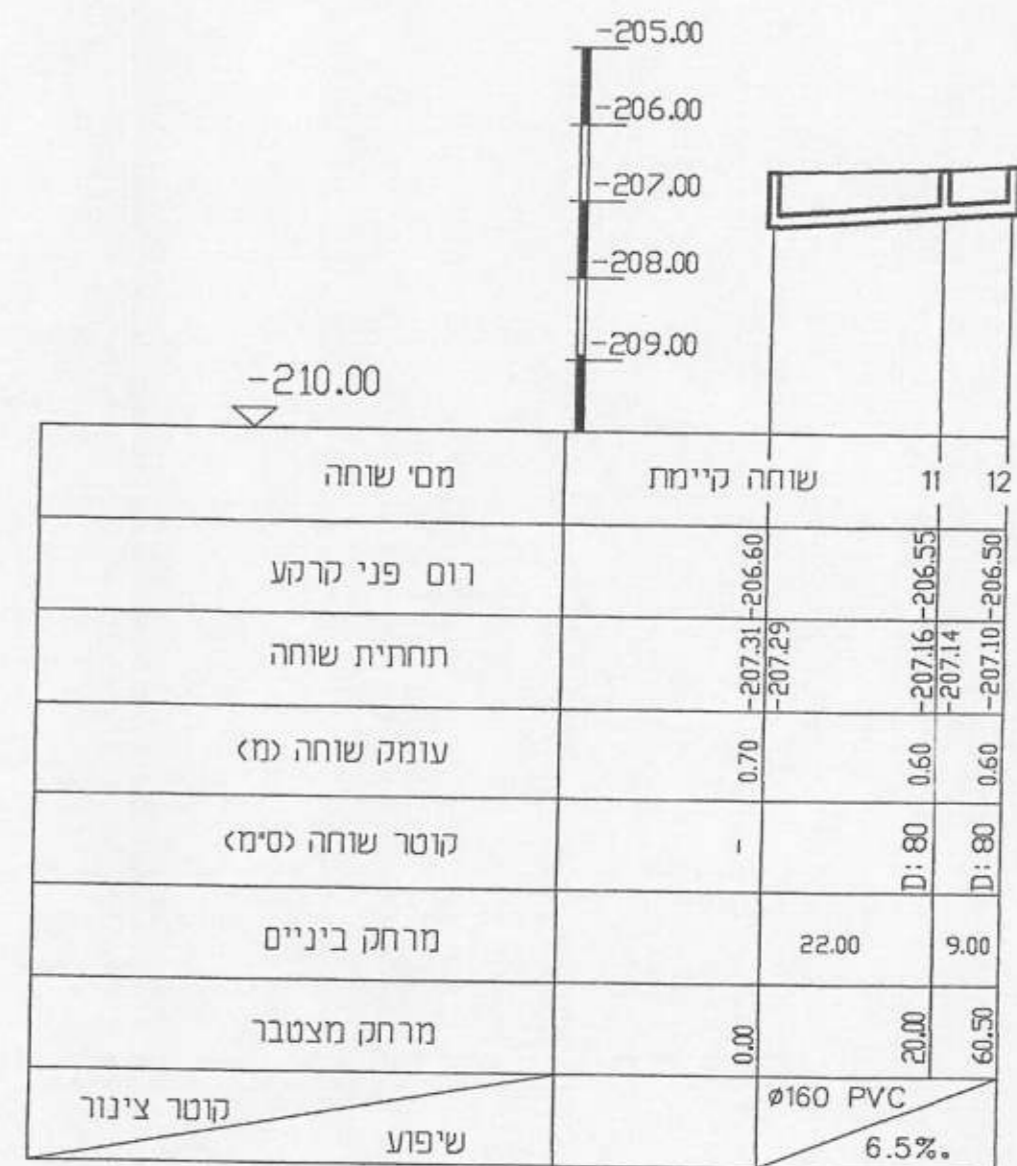 -205.00
-206.00
-207.00
-208.00
-209.00
-210.00
מס' שוחה שוחה קיימת 11 12
רום פני קרקע -206.60 -206.55 -206.50
תחתית שוחה -207.31 -207.29 -207.16 -207.14 -207.10
עומק שוחה (מ) 0.70 0.60 0.60
קוטר שוחה (ס"מ) - D:80 D:80
מרחק ביניים 22.00 9.00
מרחק מצטבר 0.00 20.00 60.50
קוטר צינור ø160 PVC
שיפוע 6.5‰